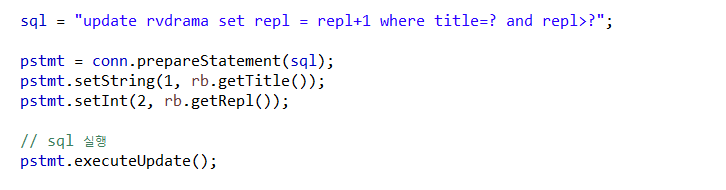 sql = "update rvdrama set repl = repl+1 where title=? and repl>?";
pstmt = conn.prepareStatement(sql);
pstmt.setString(1, rb.getTitle());
pstmt.setInt(2, rb.getRepl());
// sql 실행
pstmt.executeUpdate();